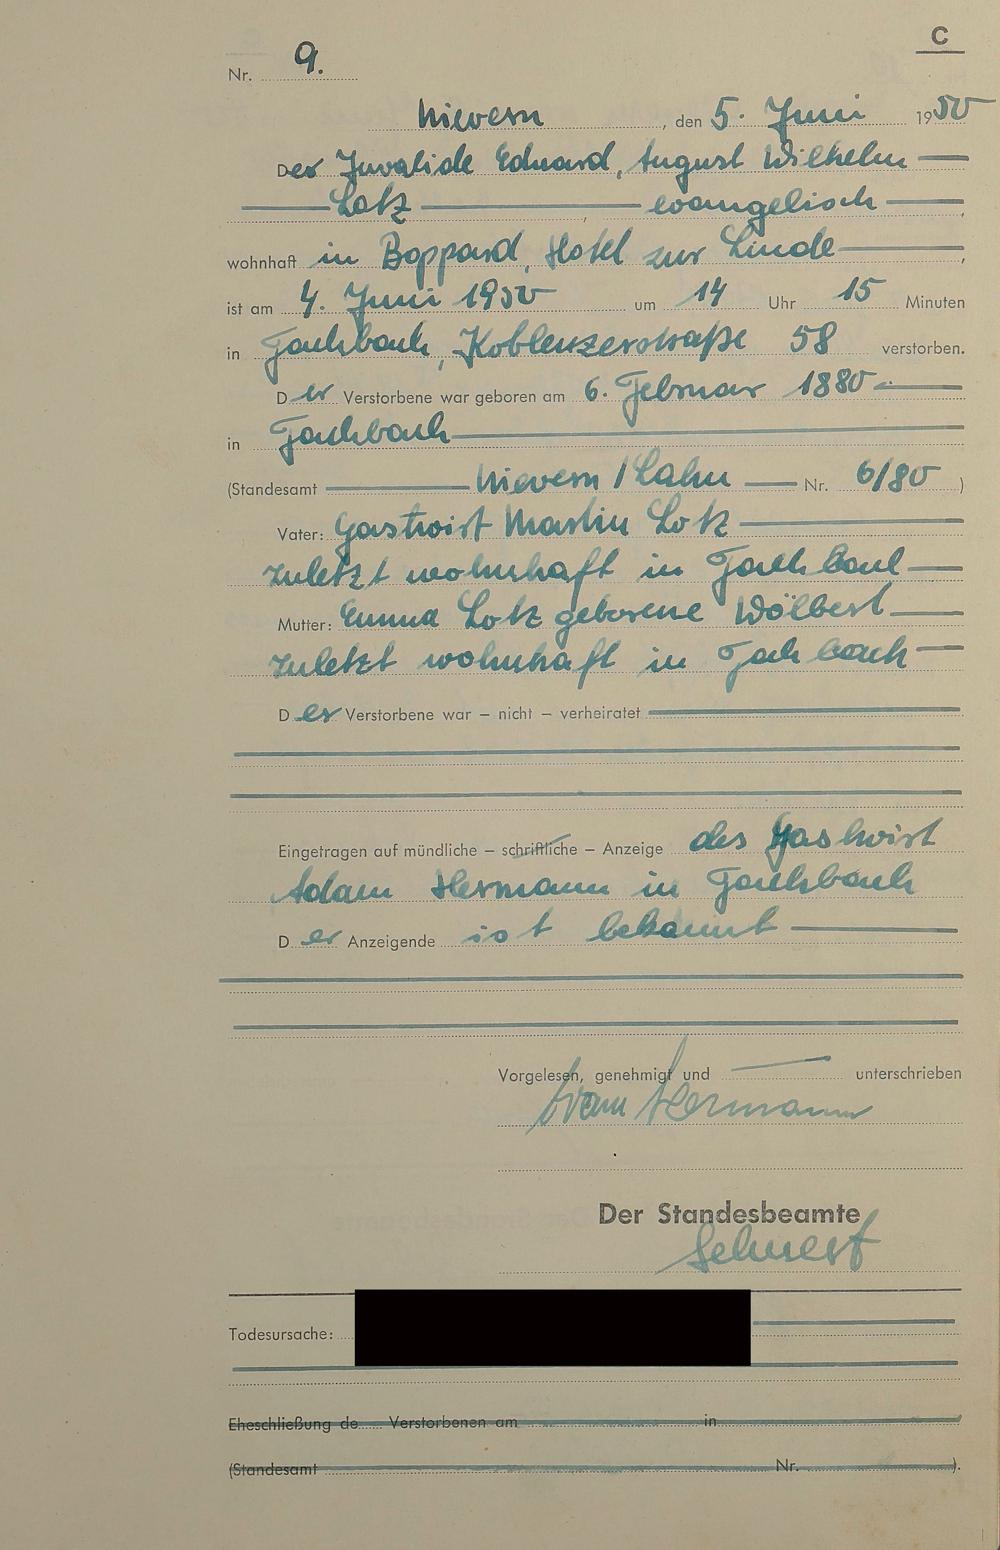 C
Nr. 9.
Nievern, den 5. Juni 1950
Der Invalide Eduard, August Wilhelm
Lotz, evangelisch,
wohnhaft in Boppard, Hotel zur Linde,
ist am 4. Juni 1950 um 14 Uhr 15 Minuten
in Fachbach, Koblenzerstraße 58 verstorben.
Der Verstorbene war geboren am 6. Februar 1880
in Fachbach
(Standesamt Nievern/Lahn Nr. 6/80)
Vater: Gastwirt Martin Lotz
zuletzt wohnhaft in Fachbach
Mutter: Emma Lotz geborene Wölbert
zuletzt wohnhaft in Fachbach
Der Verstorbene war – nicht – verheiratet
Eingetragen auf mündliche – schriftliche – Anzeige des Gastwirt
Adam Hermann in Fachbach
Der Anzeigende ist bekannt
Vorgelesen, genehmigt und unterschrieben
Adam Hermann
Der Standesbeamte
Todesursache:
Eheschließung de Verstorbenen am in
(Standesamt Nr. ).